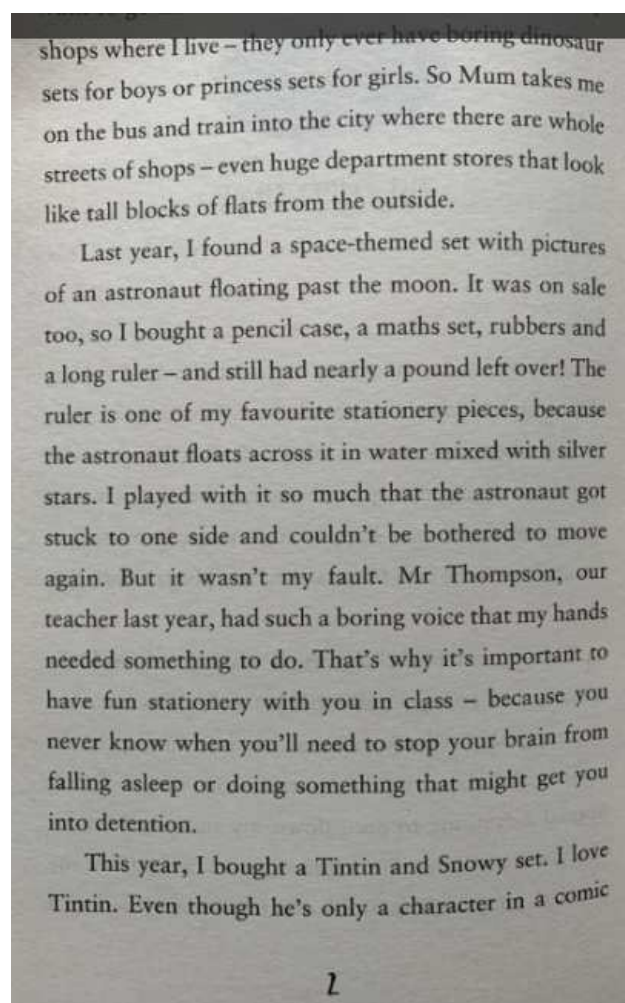 shops where I live – they only ever have boring dinosaur
sets for boys or princess sets for girls. So Mum takes me
on the bus and train into the city where there are whole
streets of shops – even huge department stores that look
like tall blocks of flats from the outside.
Last year, I found a space-themed set with pictures
of an astronaut floating past the moon. It was on sale
too, so I bought a pencil case, a maths set, rubbers and
a long ruler – and still had nearly a pound left over! The
ruler is one of my favourite stationery pieces, because
the astronaut floats across it in water mixed with silver
stars. I played with it so much that the astronaut got
stuck to one side and couldn't be bothered to move
again. But it wasn't my fault. Mr Thompson, our
teacher last year, had such a boring voice that my hands
needed something to do. That's why it's important to
have fun stationery with you in class – because you
never know when you'll need to stop your brain from
falling asleep or doing something that might get you
into detention.
This year, I bought a Tintin and Snowy set. I love
Tintin. Even though he's only a character in a comic
2